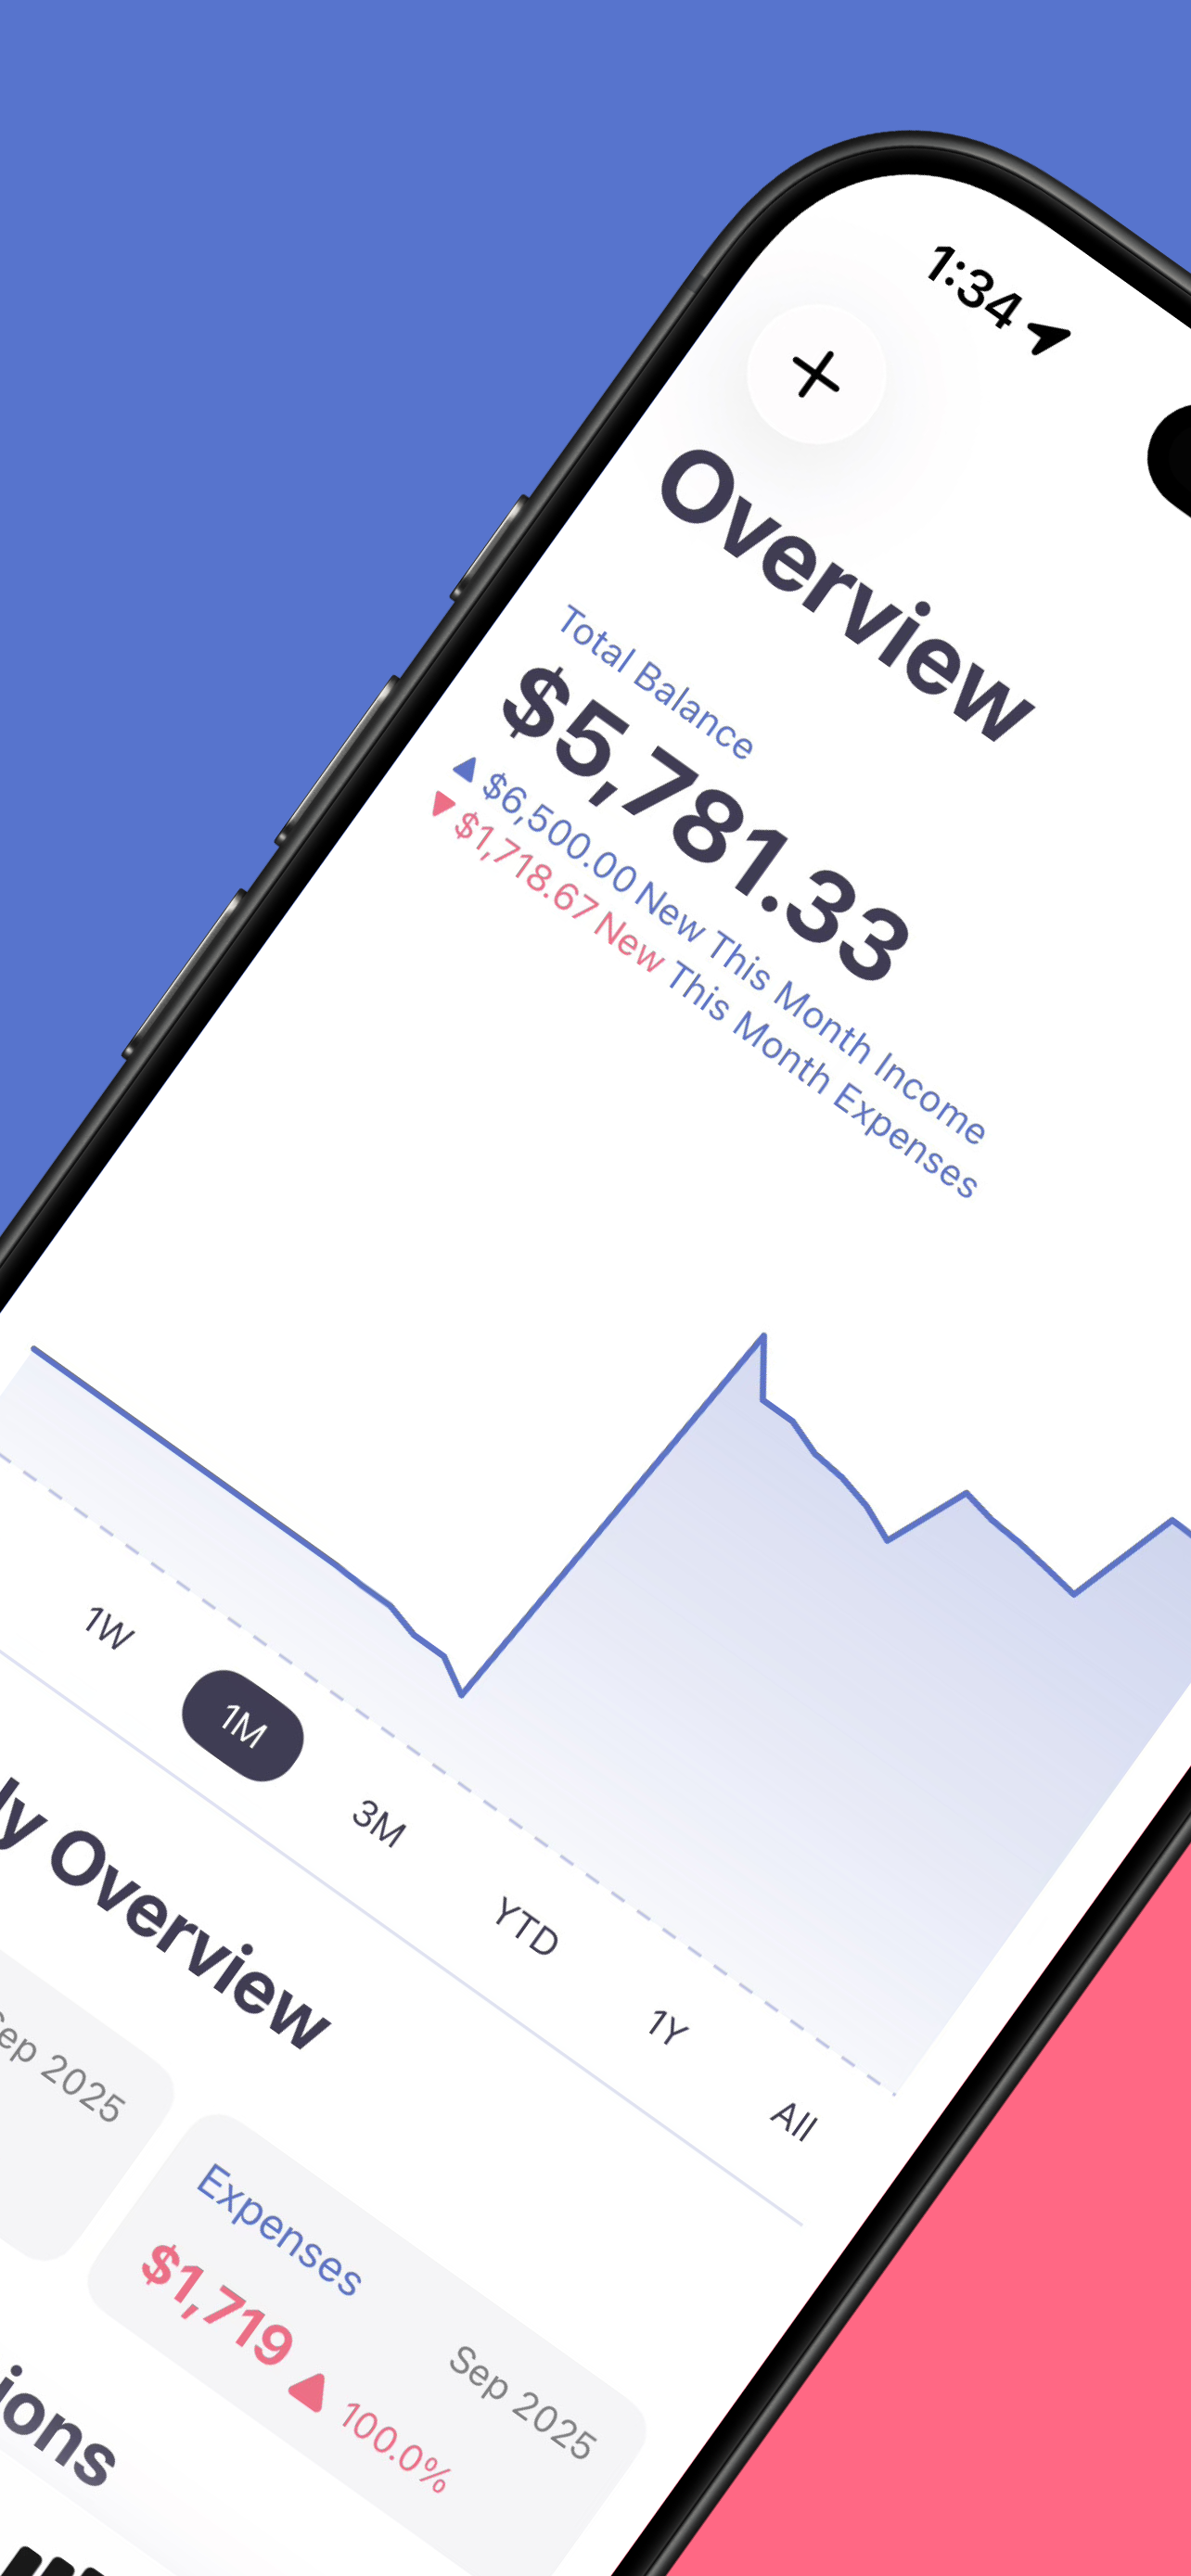 1:34
Overview
Total Balance
$5,781.33
$6,500.00 New This Month Income
$1,718.67 New This Month Expenses
1W
1M
3M
YTD
1Y
All
ly Overview
Sep 2025
Expenses
$1,719
100.0%
Sep 2025
ions